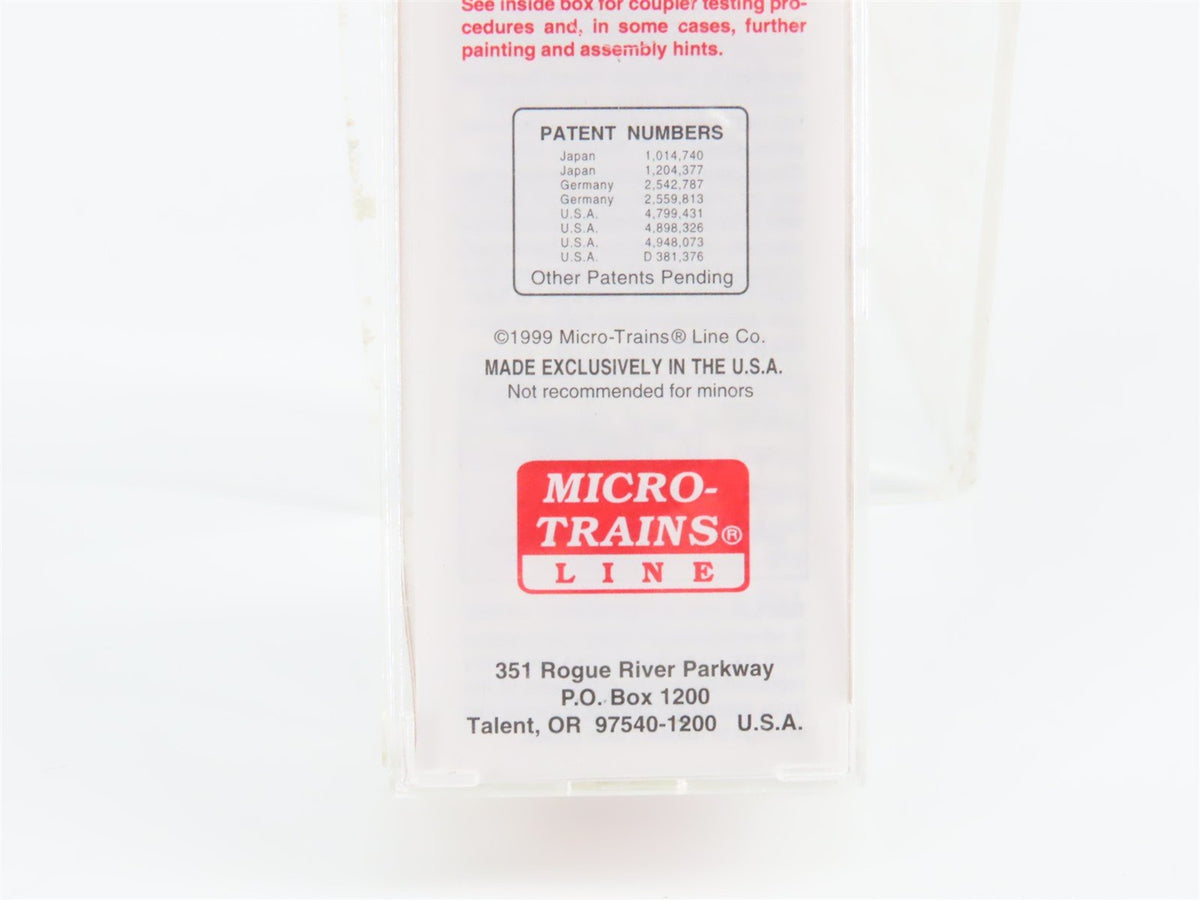 See inside box for coupler testing pro-
cedures and, in some cases, further
painting and assembly hints.
PATENT NUMBERS
Japan 1,014,740
Japan 1,204,377
Germany 2,542,787
Germany 2,559,813
U.S.A. 4,799,431
U.S.A. 4,898,326
U.S.A. 4,948,073
U.S.A. D 381,376
Other Patents Pending
©1999 Micro-Trains® Line Co.
MADE EXCLUSIVELY IN THE U.S.A.
Not recommended for minors
MICRO-
TRAINS®
LINE
351 Rogue River Parkway
P.O. Box 1200
Talent, OR 97540-1200 U.S.A.